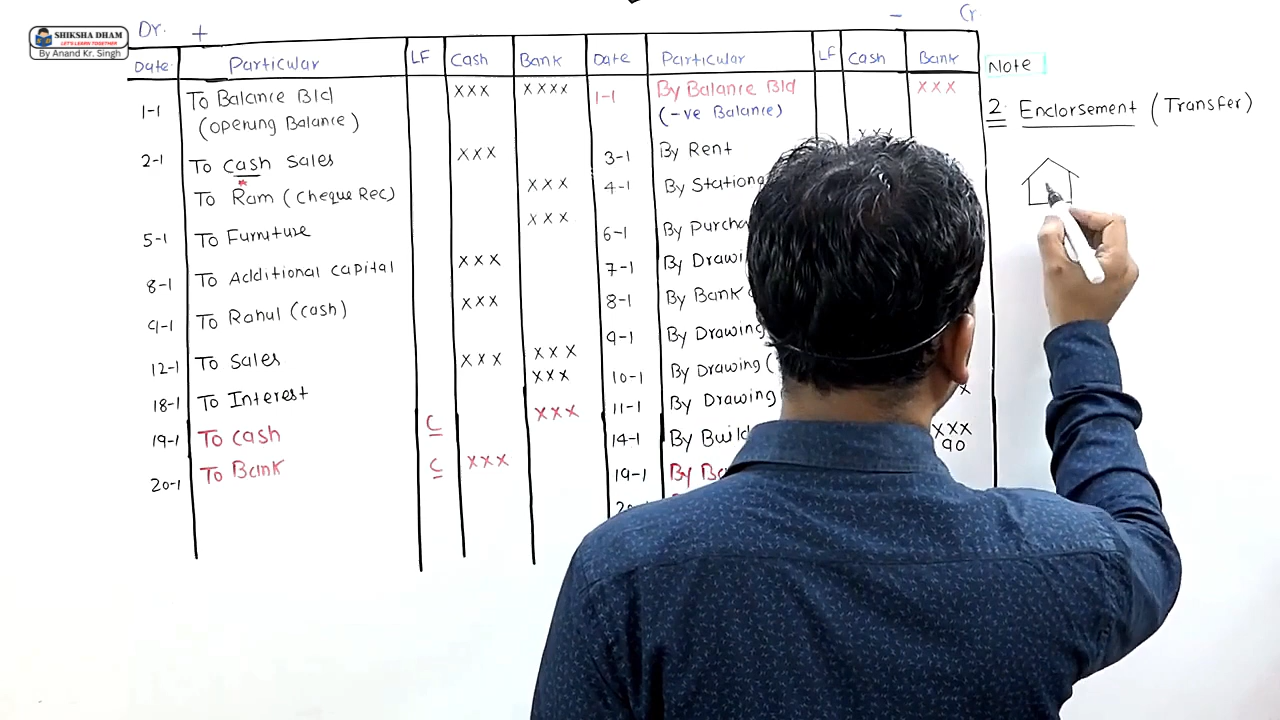 SHIKSHA DHAM
LET'S LEARN TOGETHER
By Anand Kr. Singh
Dr. + - Cr.
Date Particular LF Cash Bank Date Particular LF Cash Bank
1-1 To Balance B/d xxx xxxx 1-1 By Balance B/d xxx
(opening Balance) (-ve Balance)
2-1 To cash sales xxx 3-1 By Rent xxx
To Ram (cheque Rec) xxx 4-1 By
5-1 To Furniture xxx 6-1 By
8-1 To Additional capital xxx 7-1 By
9-1 To Rahul (cash) xxx 8-1 By Bank
12-1 To sales xxx xxx 9-1 By Drawing
18-1 To Interest xxx 10-1 By Drawing (
19-1 To cash C xxx 11-1 By Drawing x
20-1 To Bank C xxx 14-1 By xxx
90
19-1 By
Note
2. Endorsement (Transfer)